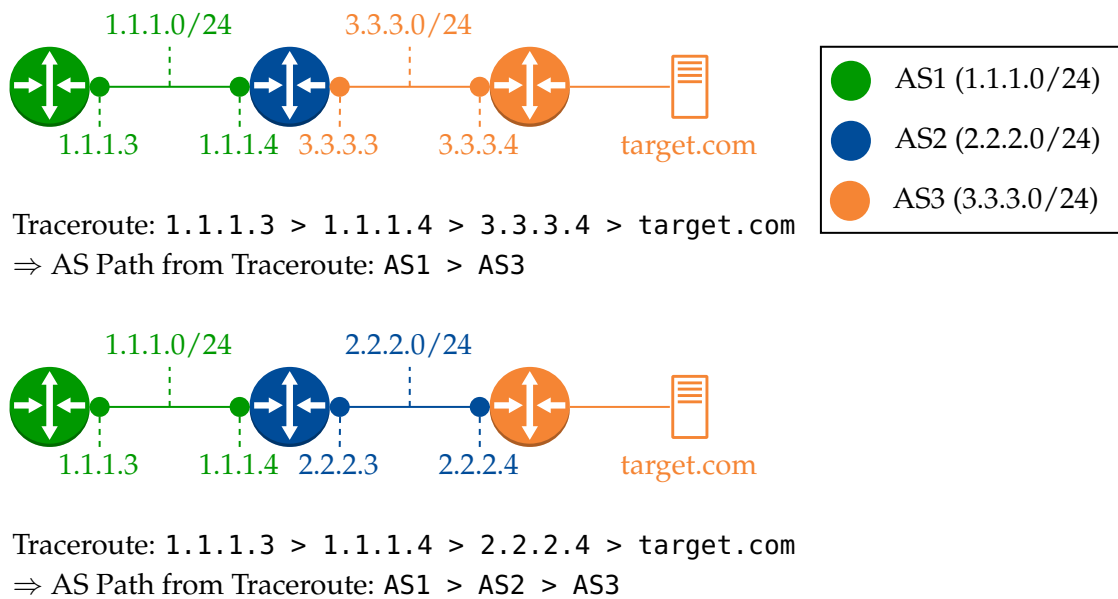 1.1.1.0/24 3.3.3.0/24
1.1.1.3 1.1.1.4 3.3.3.3 3.3.3.4 target.com
AS1 (1.1.1.0/24)
AS2 (2.2.2.0/24)
AS3 (3.3.3.0/24)
Traceroute: 1.1.1.3 > 1.1.1.4 > 3.3.3.4 > target.com
⇒ AS Path from Traceroute: AS1 > AS3
1.1.1.0/24 2.2.2.0/24
1.1.1.3 1.1.1.4 2.2.2.3 2.2.2.4 target.com
Traceroute: 1.1.1.3 > 1.1.1.4 > 2.2.2.4 > target.com
⇒ AS Path from Traceroute: AS1 > AS2 > AS3